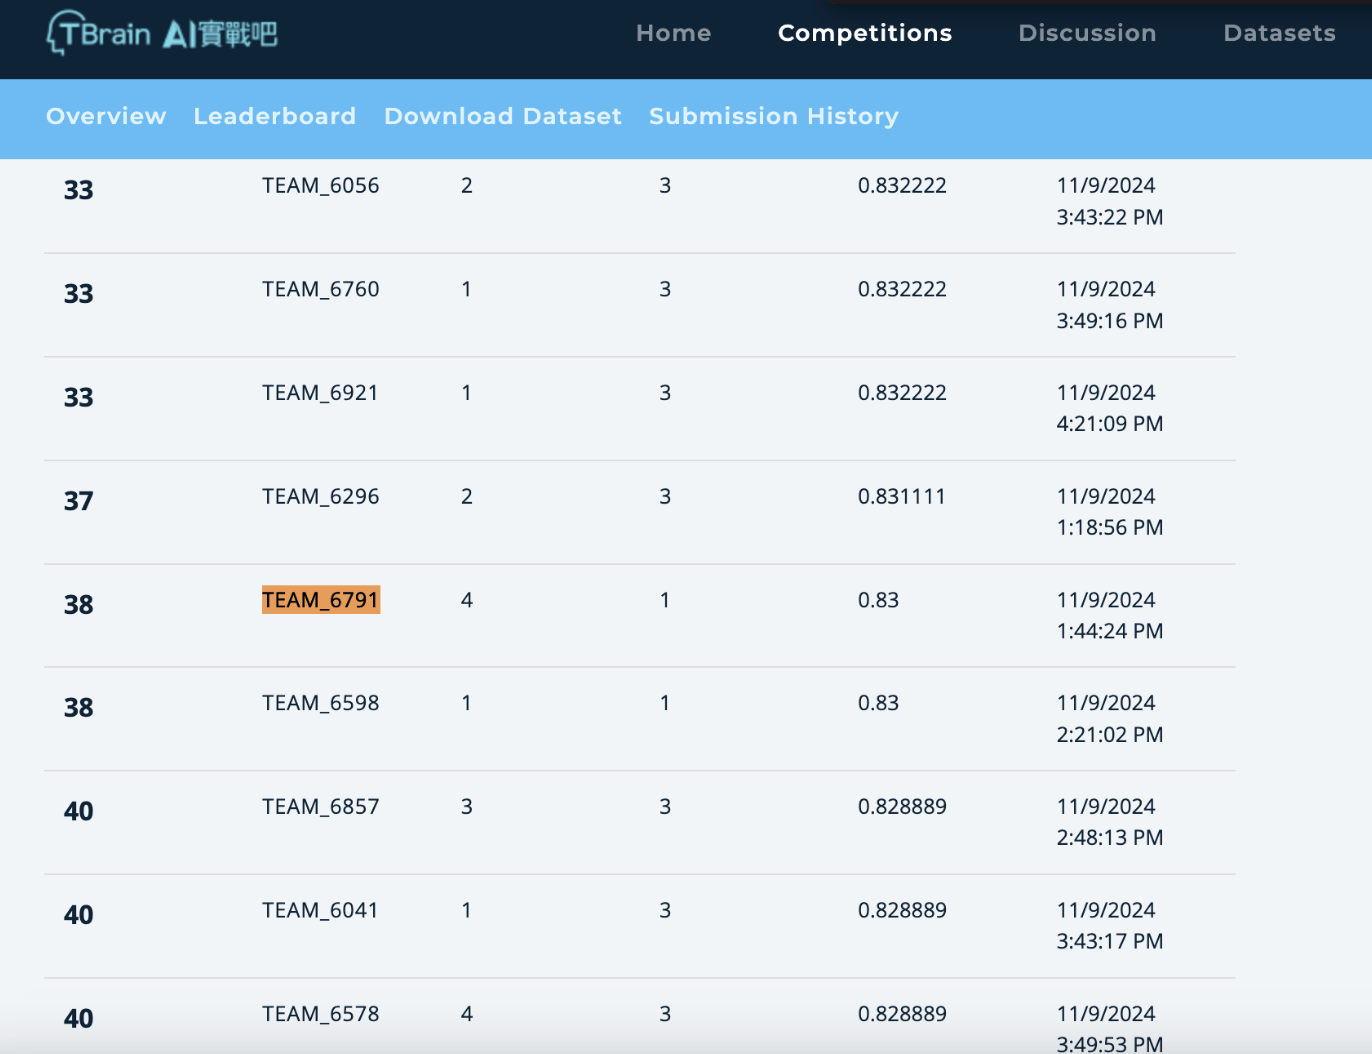 TBrain AI實戰吧
Home Competitions Discussion Datasets
Overview Leaderboard Download Dataset Submission History
33 TEAM_6056 2 3 0.832222 11/9/2024
3:43:22 PM
33 TEAM_6760 1 3 0.832222 11/9/2024
3:49:16 PM
33 TEAM_6921 1 3 0.832222 11/9/2024
4:21:09 PM
37 TEAM_6296 2 3 0.831111 11/9/2024
1:18:56 PM
38 TEAM_6791 4 1 0.83 11/9/2024
1:44:24 PM
38 TEAM_6598 1 1 0.83 11/9/2024
2:21:02 PM
40 TEAM_6857 3 3 0.828889 11/9/2024
2:48:13 PM
40 TEAM_6041 1 3 0.828889 11/9/2024
3:43:17 PM
40 TEAM_6578 4 3 0.828889 11/9/2024
3:49:53 PM